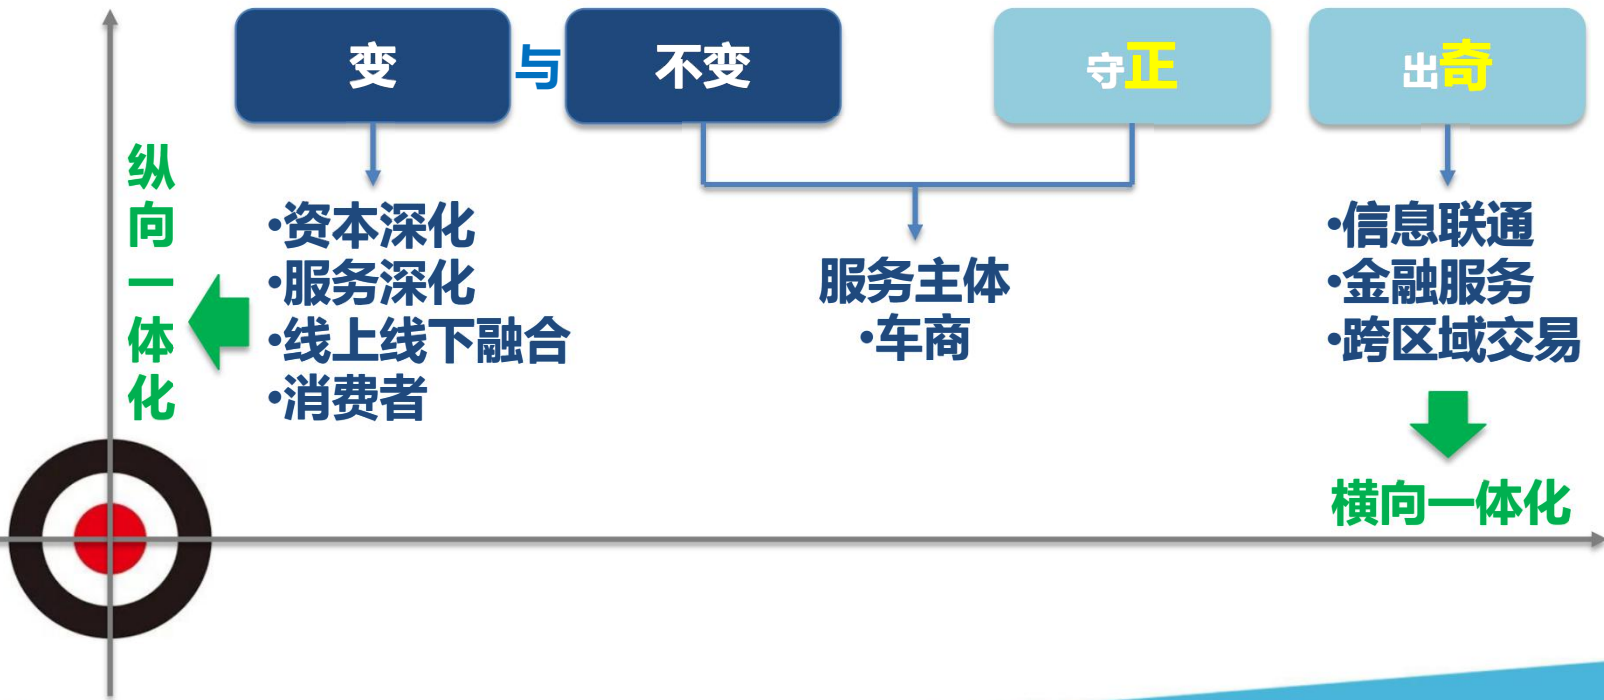 变 与 不变 守正 出奇
纵向一体化
•资本深化
•服务深化
•线上线下融合
•消费者
服务主体
•车商
•信息联通
•金融服务
•跨区域交易
横向一体化